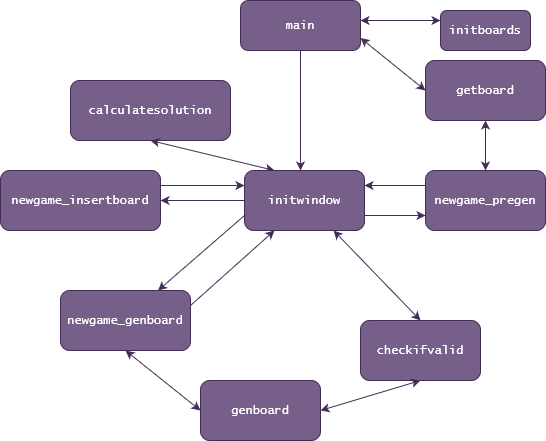 main
initboards
getboard
calculatesolution
newgame_insertboard
initwindow
newgame_pregen
newgame_genboard
checkifvalid
genboard